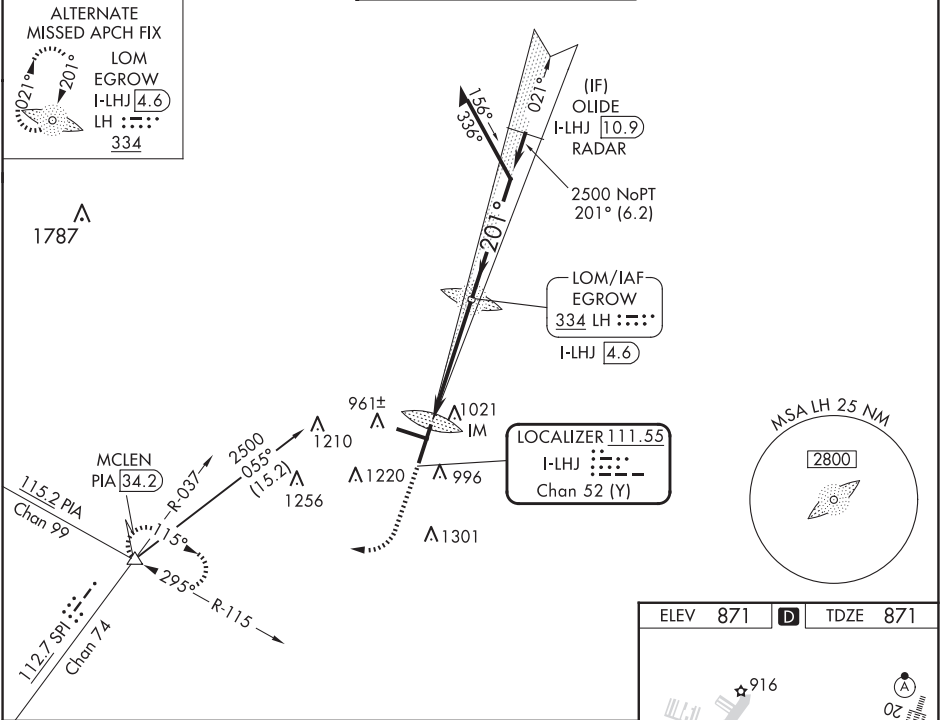 ALTERNATE
MISSED APCH FIX
LOM
EGROW
I-LHJ 4.6
LH
334
021°
201°
1787
156°
336°
021°
(IF)
OLIDE
I-LHJ 10.9
RADAR
2500 NoPT
201° (6.2)
201°
LOM/IAF
EGROW
334 LH
I-LHJ 4.6
961±
1021
IM
1210
LOCALIZER 111.55
I-LHJ
Chan 52 (Y)
MSA LH 25 NM
2800
MCLEN
PIA 34.2
R-037
2500
055°
(15.2)
1256
1220
996
1301
115.2 PIA
Chan 99
115°
295°
R-115
112.7 SPI
Chan 74
ELEV 871 D TDZE 871
916
A
20